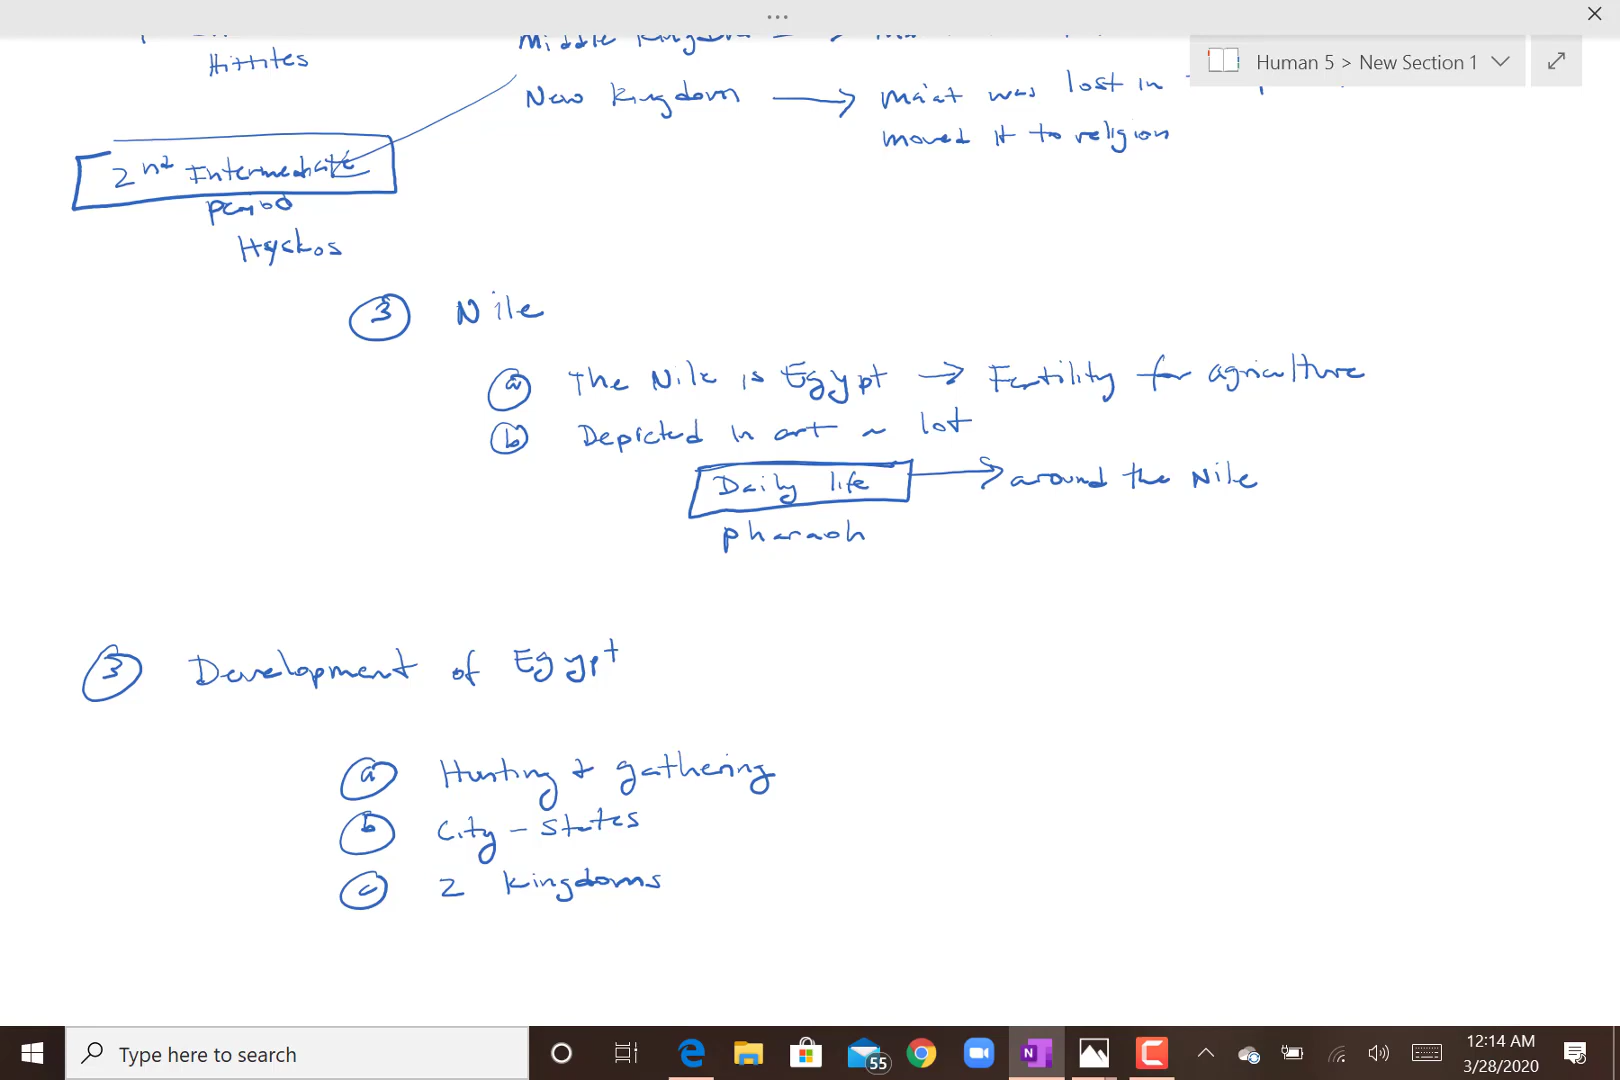 Middle Kingdom
Human 5 > New Section 1
Hittites
New Kingdom → ma'at was lost in
moved it to religion
2nd Intermediate
period
Hyskos
3 Nile
a The Nile is Egypt → Fertility for agriculture
b Depicted in art a lot
Daily life → around the Nile
pharaoh
3 Development of Egypt
a Hunting + gathering
b City - States
c 2 kingdoms
Type here to search
55
12:14 AM
3/28/2020